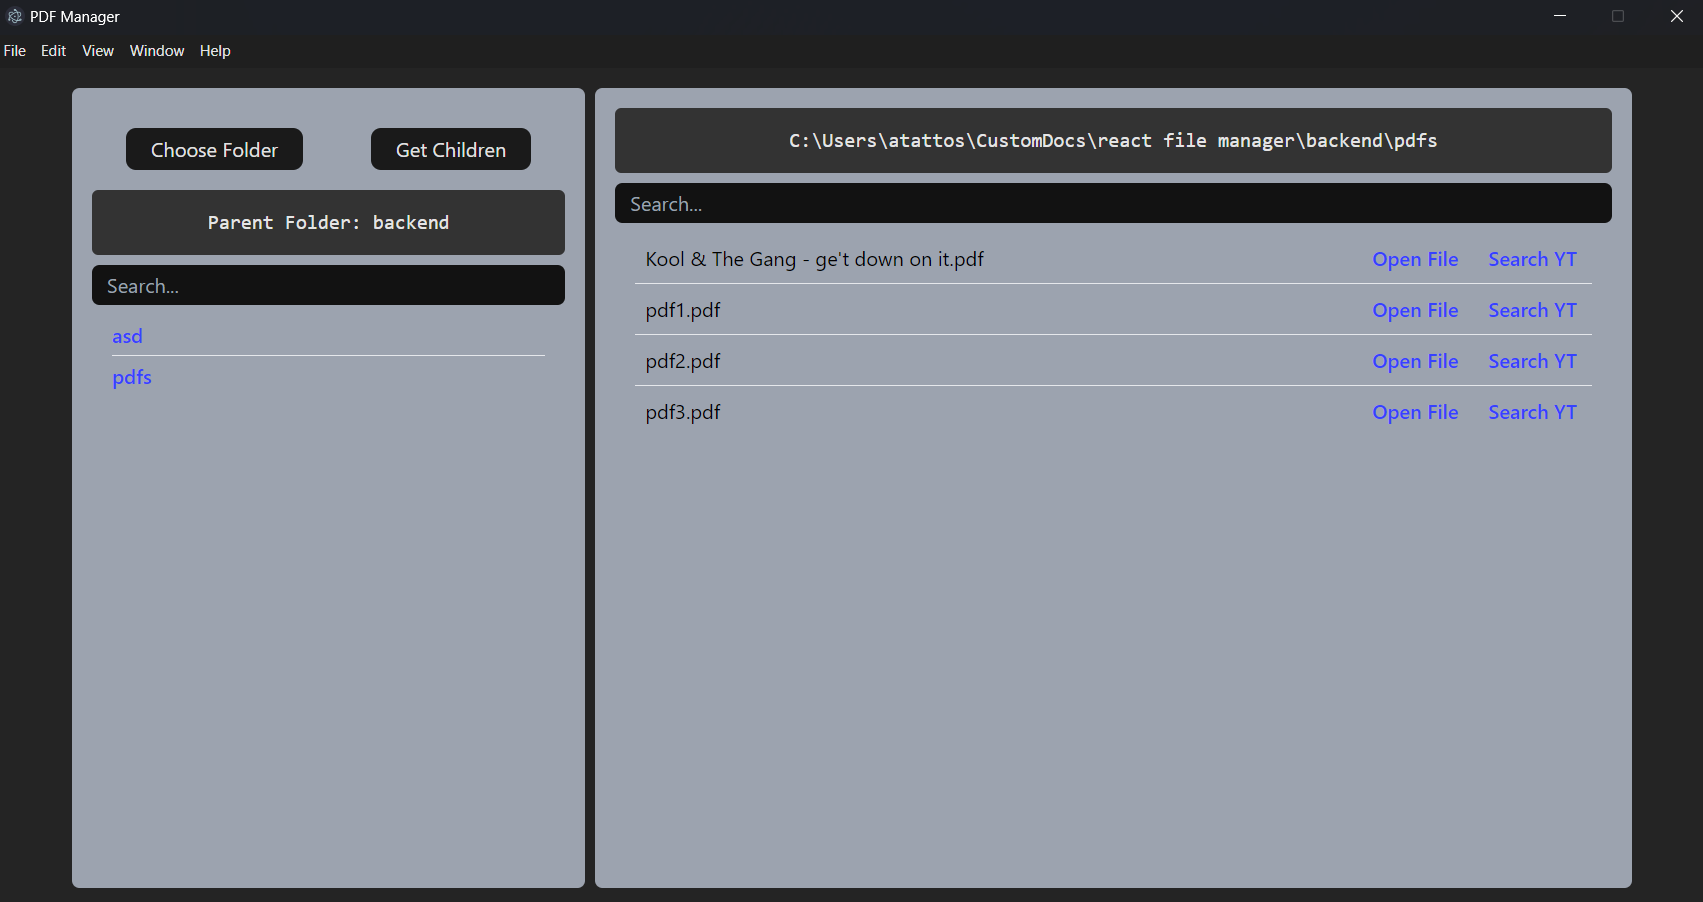 PDF Manager
File Edit View Window Help
Choose Folder Get Children
Parent Folder: backend
Search...
asd
pdfs
C:\Users\atattos\CustomDocs\react file manager\backend\pdfs
Search...
Kool & The Gang - ge't down on it.pdf Open File Search YT
pdf1.pdf Open File Search YT
pdf2.pdf Open File Search YT
pdf3.pdf Open File Search YT